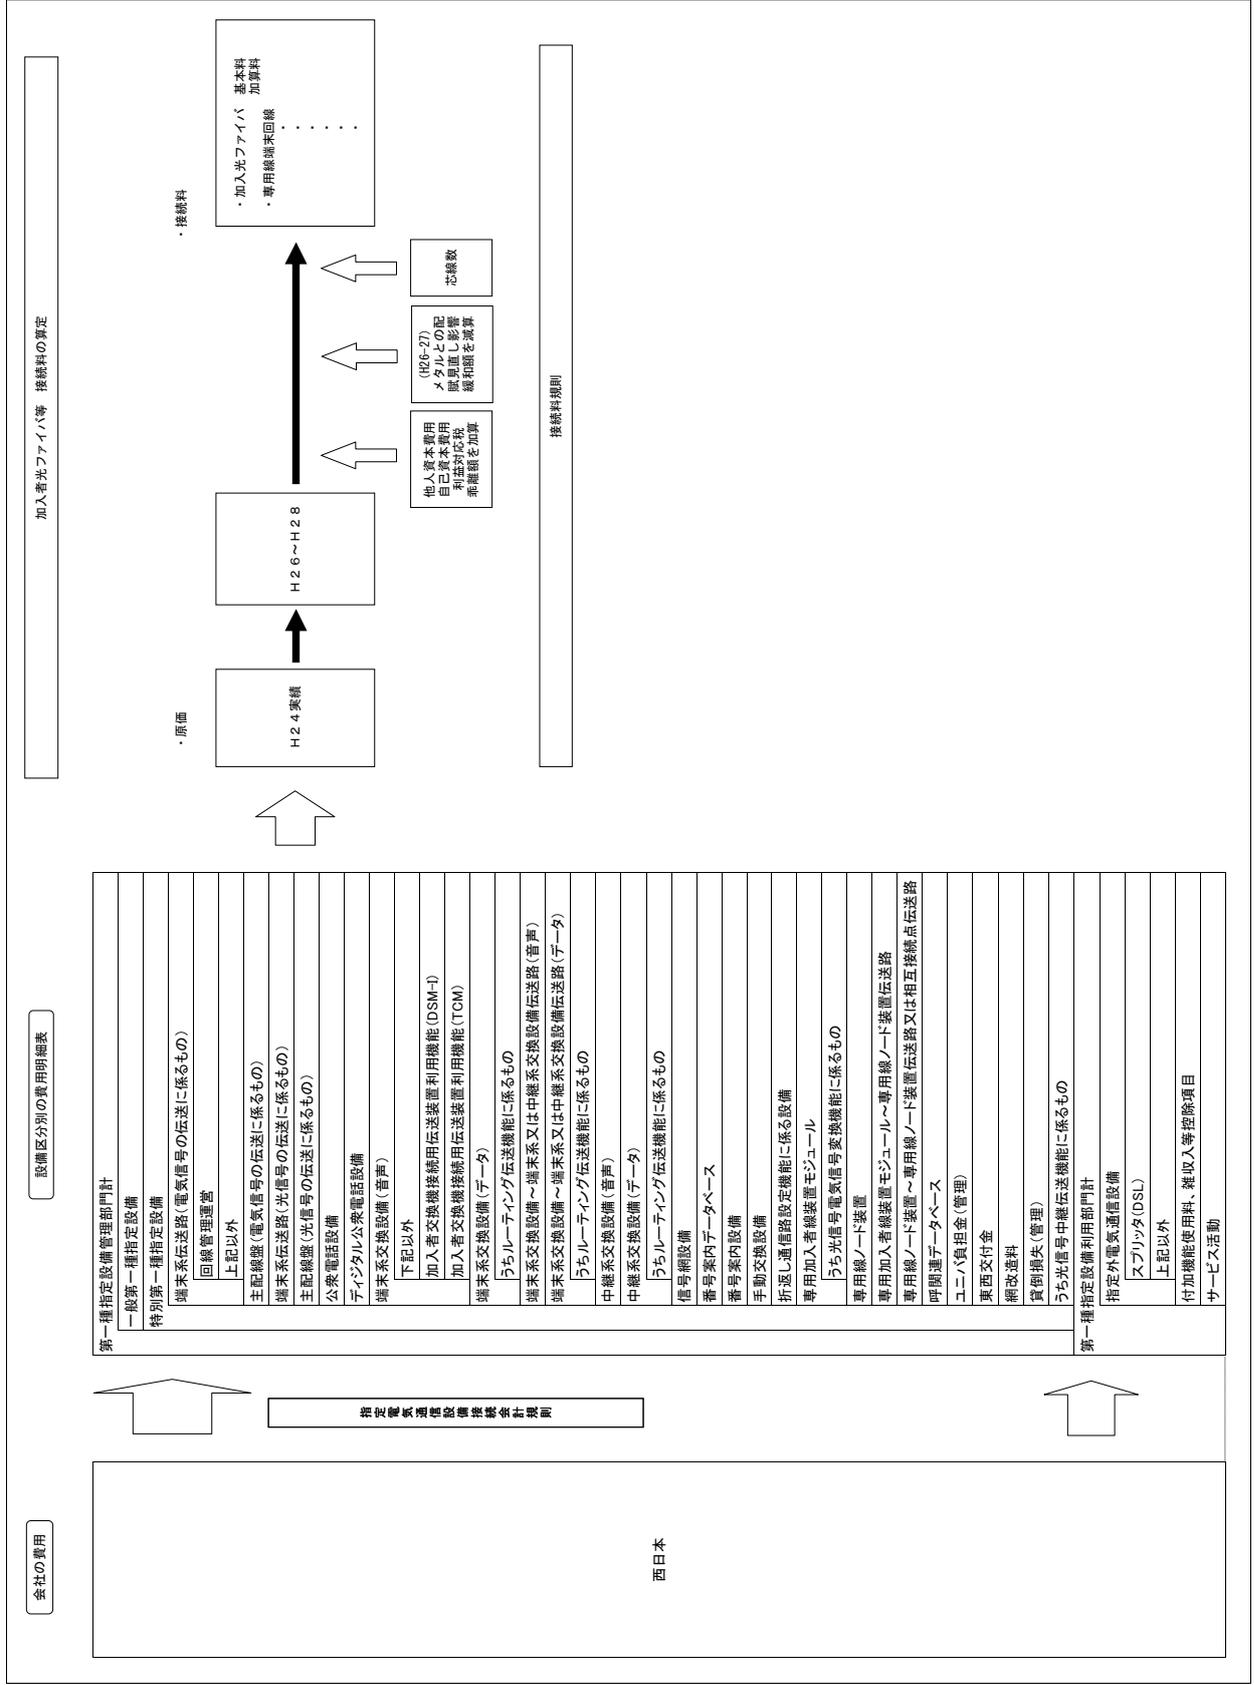 会社の費用
西日本
指定電気通信設備接続会計規則
設備区分別の費用明細表
第一種指定設備管理部門計
一般第一種指定設備
特別第一種指定設備
端末系伝送路(電気信号の伝送に係るもの)
回線管理運営
上記以外
主配線盤(電気信号の伝送に係るもの)
端末系伝送路(光信号の伝送に係るもの)
主配線盤(光信号の伝送に係るもの)
公衆電話設備
ディジタル公衆電話設備
端末系交換設備(音声)
下記以外
加入者交換機接続用伝送装置利用機能(DSM-Ⅰ)
加入者交換機接続用伝送装置利用機能(TCM)
端末系交換設備(データ)
うちルーティング伝送機能に係るもの
端末系交換設備～端末系又は中継系交換設備伝送路(音声)
端末系交換設備～端末系又は中継系交換設備伝送路(データ)
うちルーティング伝送機能に係るもの
中継系交換設備(音声)
中継系交換設備(データ)
うちルーティング伝送機能に係るもの
信号網設備
番号案内データベース
番号案内設備
手動交換設備
折返し通信路設定機能に係る設備
専用加入者線装置モジュール
うち光信号電気信号変換機能に係るもの
専用線ノード装置
専用加入者線装置モジュール～専用線ノード装置伝送路
専用線ノード装置～専用線ノード装置伝送路又は相互接続点伝送路
呼関連データベース
ユニバ負担金(管理)
東西交付金
網改造料
貸倒損失(管理)
うち光信号中継伝送機能に係るもの
第一種指定設備利用部門計
指定外電気通信設備
スプリッタ(DSL)
上記以外
付加機能使用料、雑収入等控除項目
サービス活動
加入者光ファイバ等　接続料の算定
・原価
H24実績
H26～H28
他人資本費用
自己資本費用
利益対応税
乖離額を加算
(H26-27)
メタルとの配
賦見直し影響
緩和額を減算
芯線数
・接続料
・加入光ファイバ　基本料
加算料
・専用線端末回線
・
・
・
・
・
・
接続料規則